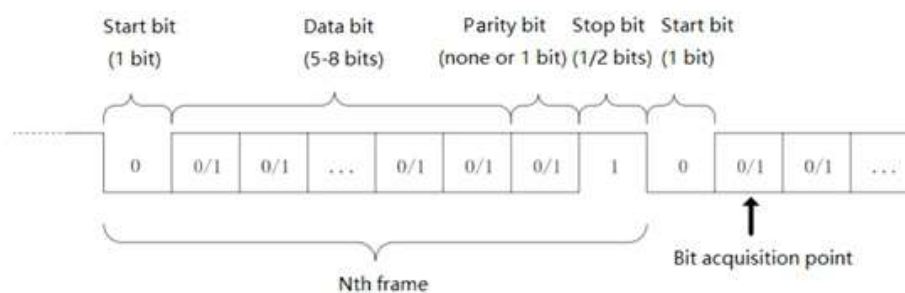 Start bit Data bit Parity bit Stop bit Start bit
(1 bit) (5-8 bits) (none or 1 bit) (1/2 bits) (1 bit)
0 0/1 0/1 ... 0/1 0/1 0/1 1 0 0/1 0/1 ...
Bit acquisition point
Nth frame